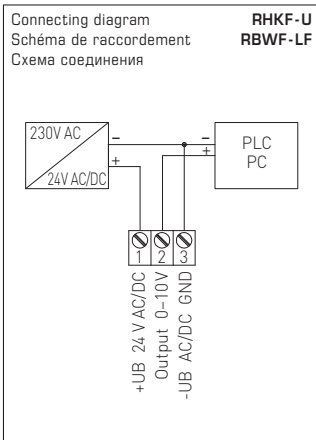 Connecting diagram RHKF-U
Schéma de raccordement RBWF-LF
Схема соединения
230V AC
24V AC/DC
–
+
–
+
PLC
PC
1 2 3
+UB 24 V AC/DC
Output 0–10V
-UB AC/DC GND